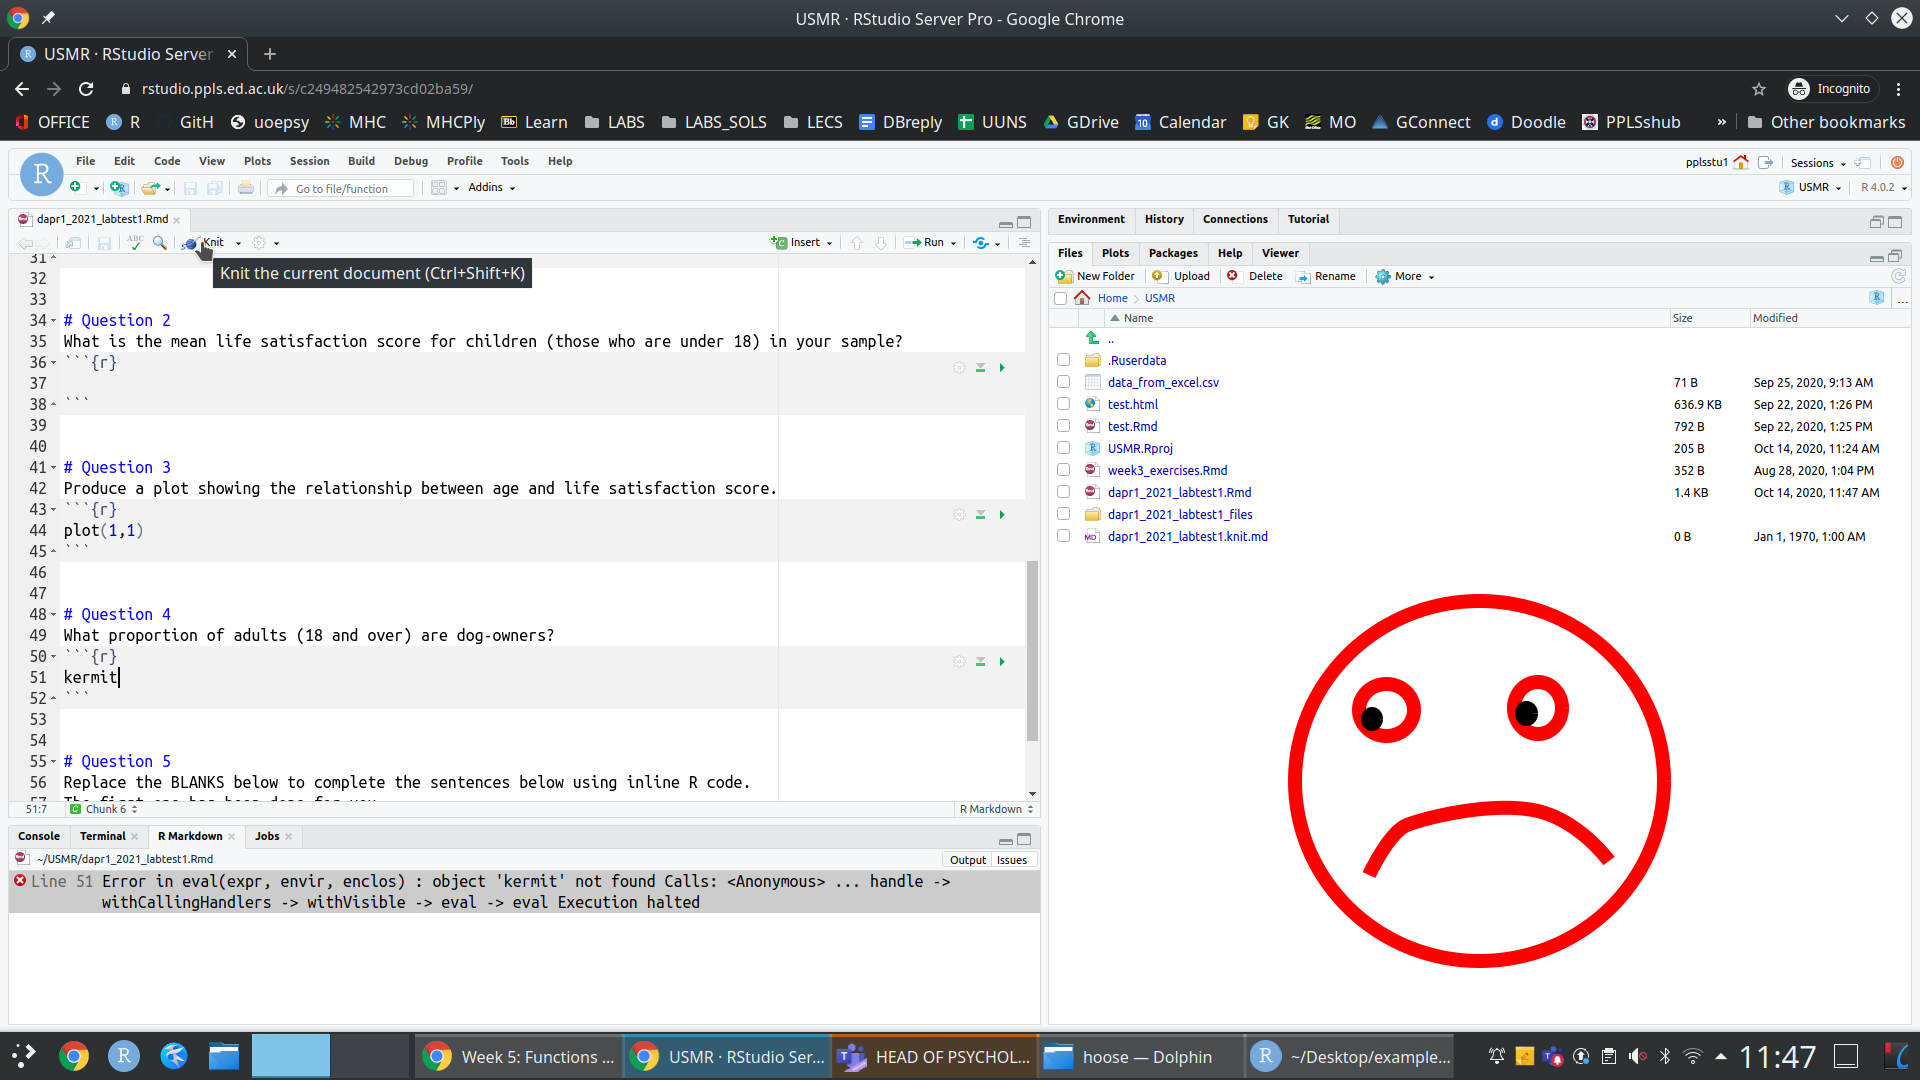 USMR · RStudio Server Pro - Google Chrome
USMR · RStudio Server
rstudio.ppls.ed.ac.uk/s/c249482542973cd02ba59/
Incognito
OFFICE R GitH uoepsy MHC MHCPly Bb Learn LABS LABS_SOLS LECS DBreply UUNS GDrive 10 Calendar GK MO GConnect d Doodle PPLSshub » Other bookmarks
R File Edit Code View Plots Session Build Debug Profile Tools Help
pplsstu1 Sessions
Go to file/function Addins
USMR R 4.0.2
dapr1_2021_labtest1.Rmd
ABC Knit Insert Run
Knit the current document (Ctrl+Shift+K)
31
32
33
34 # Question 2
35 What is the mean life satisfaction score for children (those who are under 18) in your sample?
36 ```{r}
37
38 ```
39
40
41 # Question 3
42 Produce a plot showing the relationship between age and life satisfaction score.
43 ```{r}
44 plot(1,1)
45 ```
46
47
48 # Question 4
49 What proportion of adults (18 and over) are dog-owners?
50 ```{r}
51 kermit
52 ```
53
54
55 # Question 5
56 Replace the BLANKS below to complete the sentences below using inline R code.
57 The first one has been done for you
51:7 C Chunk 6 R Markdown
Console Terminal R Markdown Jobs
~/USMR/dapr1_2021_labtest1.Rmd Output Issues
Line 51 Error in eval(expr, envir, enclos) : object 'kermit' not found Calls: <Anonymous> ... handle ->
withCallingHandlers -> withVisible -> eval -> eval Execution halted
Environment History Connections Tutorial
Files Plots Packages Help Viewer
New Folder Upload Delete Rename More
Home USMR ...
Name Size Modified
..
.Ruserdata
data_from_excel.csv 71 B Sep 25, 2020, 9:13 AM
test.html 636.9 KB Sep 22, 2020, 1:26 PM
test.Rmd 792 B Sep 22, 2020, 1:25 PM
USMR.Rproj 205 B Oct 14, 2020, 11:24 AM
week3_exercises.Rmd 352 B Aug 28, 2020, 1:04 PM
dapr1_2021_labtest1.Rmd 1.4 KB Oct 14, 2020, 11:47 AM
dapr1_2021_labtest1_files
MD dapr1_2021_labtest1.knit.md 0 B Jan 1, 1970, 1:00 AM
R Week 5: Functions ... USMR · RStudio Ser... HEAD OF PSYCHOL... hoose — Dolphin R ~/Desktop/example... 11:47